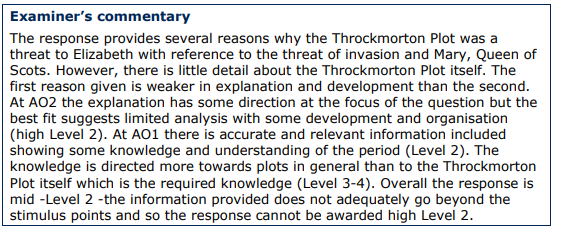 Examiner's commentary
The response provides several reasons why the Throckmorton Plot was a
threat to Elizabeth with reference to the threat of invasion and Mary, Queen of
Scots. However, there is little detail about the Throckmorton Plot itself. The
first reason given is weaker in explanation and development than the second.
At AO2 the explanation has some direction at the focus of the question but the
best fit suggests limited analysis with some development and organisation
(high Level 2). At AO1 there is accurate and relevant information included
showing some knowledge and understanding of the period (Level 2). The
knowledge is directed more towards plots in general than to the Throckmorton
Plot itself which is the required knowledge (Level 3-4). Overall the response is
mid -Level 2 -the information provided does not adequately go beyond the
stimulus points and so the response cannot be awarded high Level 2.